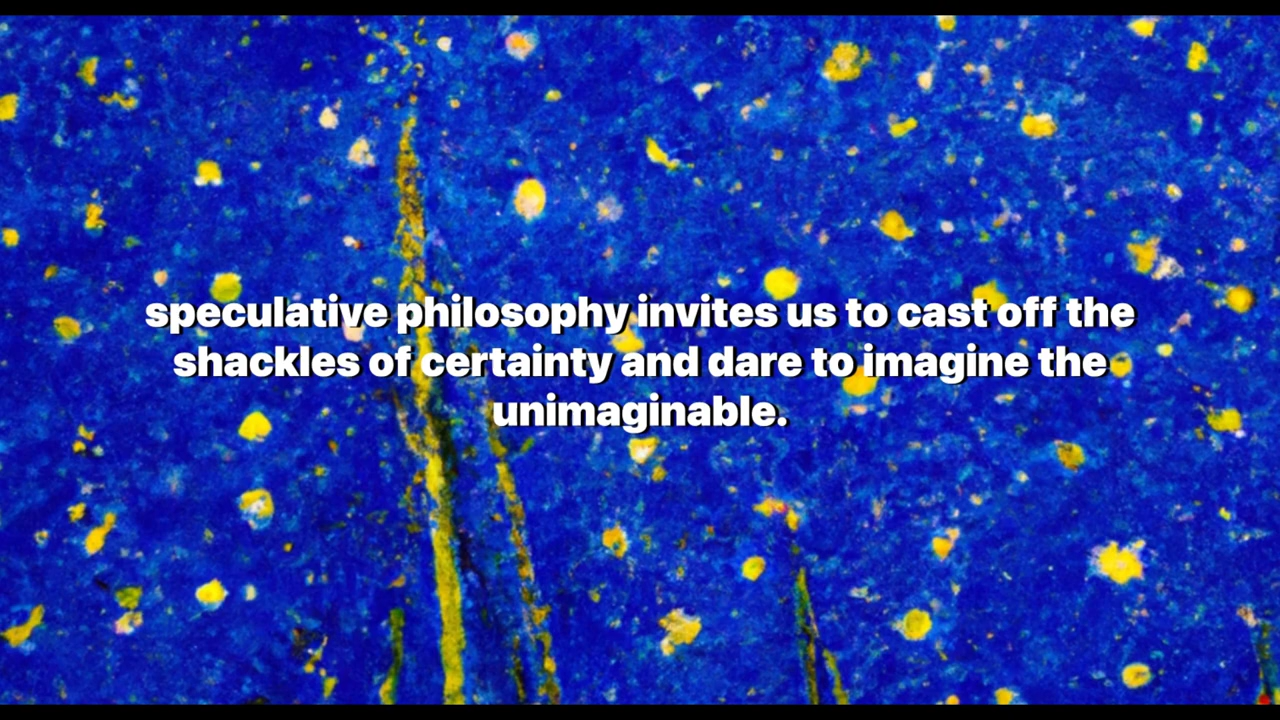 speculative philosophy invites us to cast off the
shackles of certainty and dare to imagine the
unimaginable.